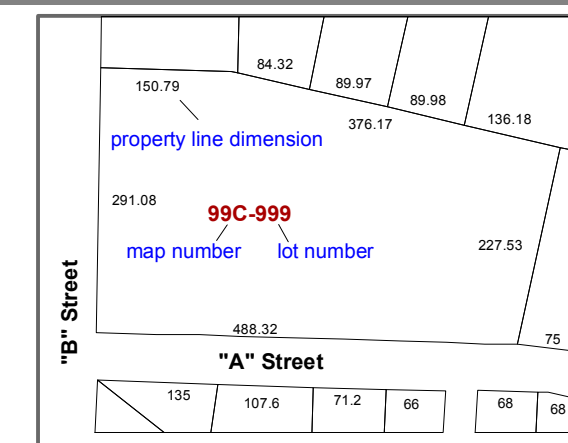 84.32
150.79
89.97
89.98
136.18
376.17
property line dimension
291.08
99C-999
map number
lot number
227.53
"B" Street
488.32
75
"A" Street
135
107.6
71.2
66
68
68